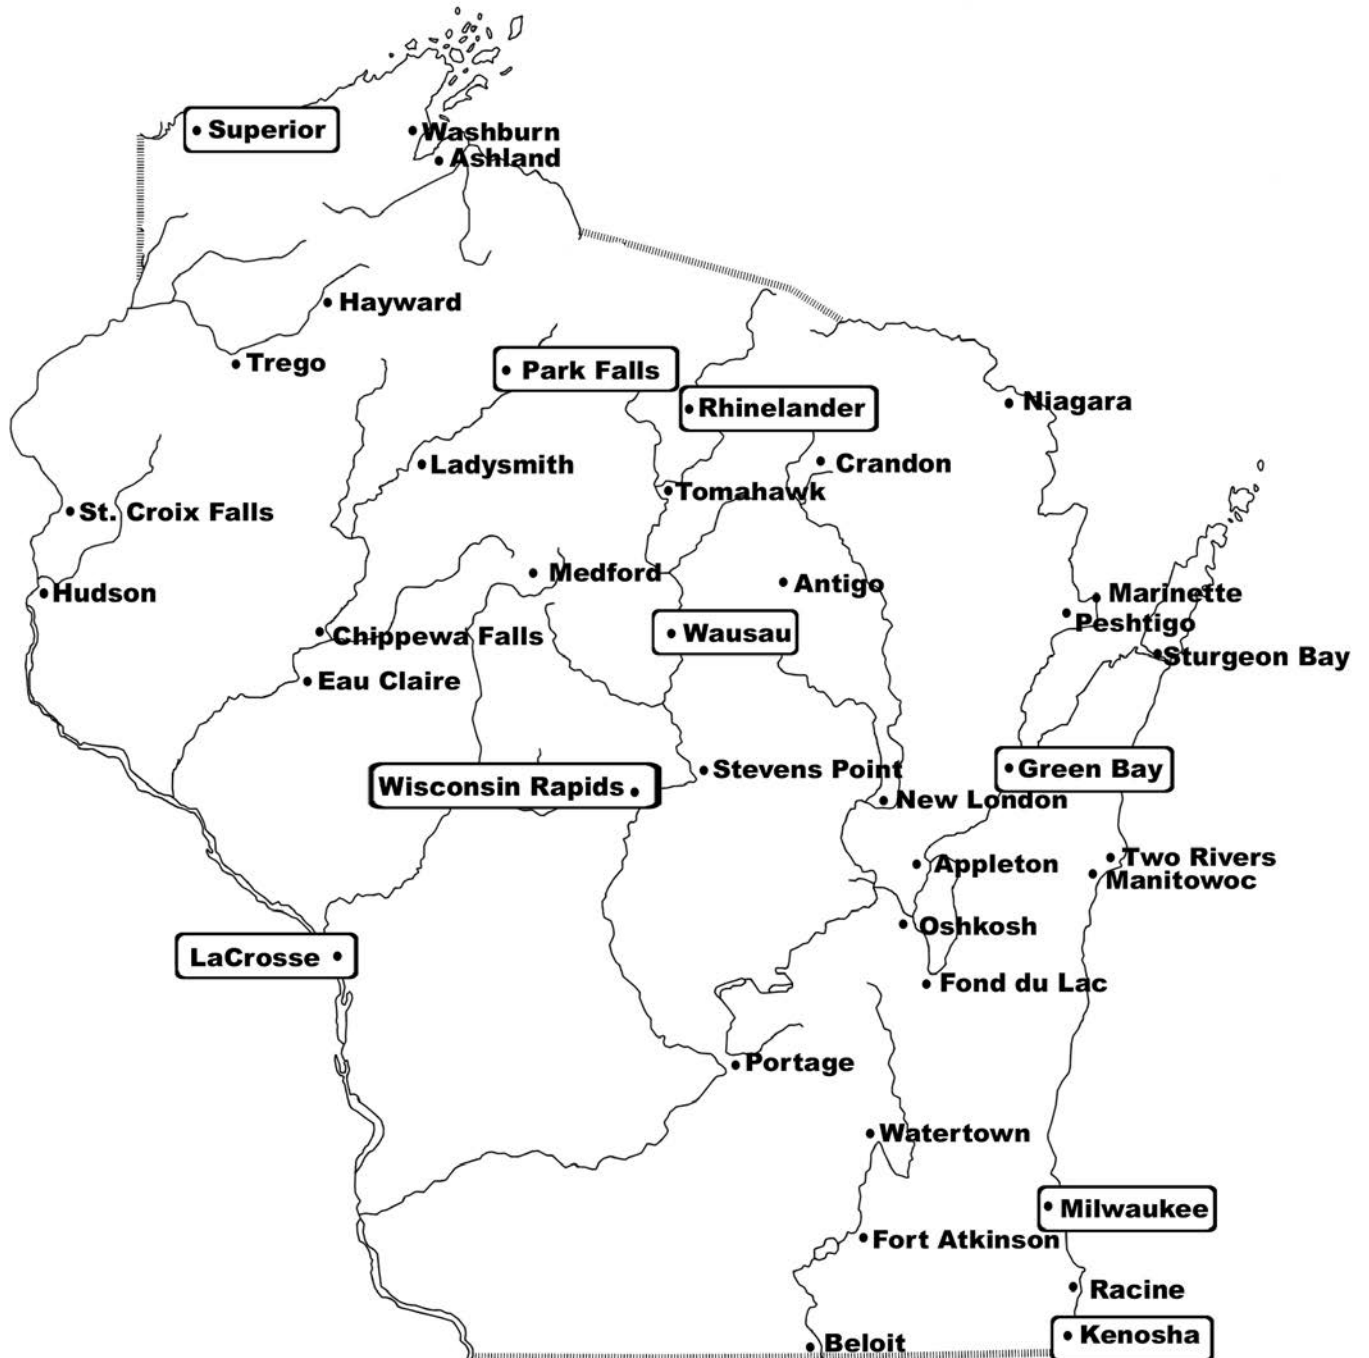 Superior
Washburn
Ashland
Hayward
Trego
Park Falls
Rhinelander
Niagara
Crandon
Ladysmith
Tomahawk
St. Croix Falls
Medford
Antigo
Hudson
Marinette
Peshtigo
Chippewa Falls
Wausau
Sturgeon Bay
Eau Claire
Stevens Point
Green Bay
Wisconsin Rapids
New London
Appleton
Two Rivers
Manitowoc
Oshkosh
LaCrosse
Fond du Lac
Portage
Watertown
Milwaukee
Fort Atkinson
Racine
Kenosha
Beloit